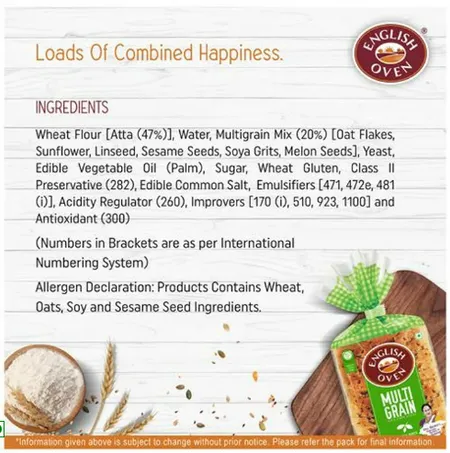 ENGLISH
OVEN
®
Loads Of Combined Happiness.
INGREDIENTS
Wheat Flour [Atta (47%)], Water, Multigrain Mix (20%) [Oat Flakes,
Sunflower, Linseed, Sesame Seeds, Soya Grits, Melon Seeds], Yeast,
Edible Vegetable Oil (Palm), Sugar, Wheat Gluten, Class II
Preservative (282), Edible Common Salt, Emulsifiers [471, 472e, 481
(i)], Acidity Regulator (260), Improvers [170 (i), 510, 923, 1100] and
Antioxidant (300)
(Numbers in Brackets are as per International
Numbering System)
Allergen Declaration: Products Contains Wheat,
Oats, Soy and Sesame Seed Ingredients.
ENGLISH
OVEN
MULTI
GRAIN
*Information given above is subject to change without prior notice. Please refer the pack for final information.